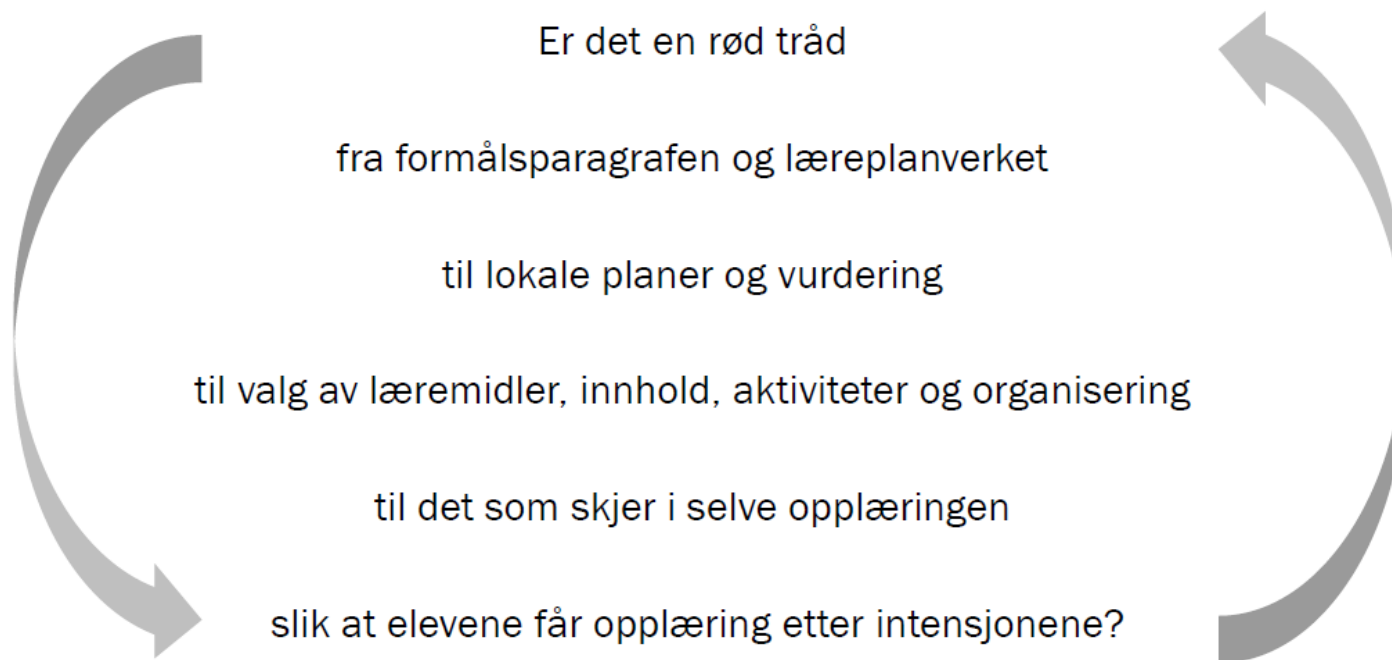 Er det en rød tråd
fra formålsparagrafen og læreplanverket
til lokale planer og vurdering
til valg av læremidler, innhold, aktiviteter og organisering
til det som skjer i selve opplæringen
slik at elevene får opplæring etter intensjonene?